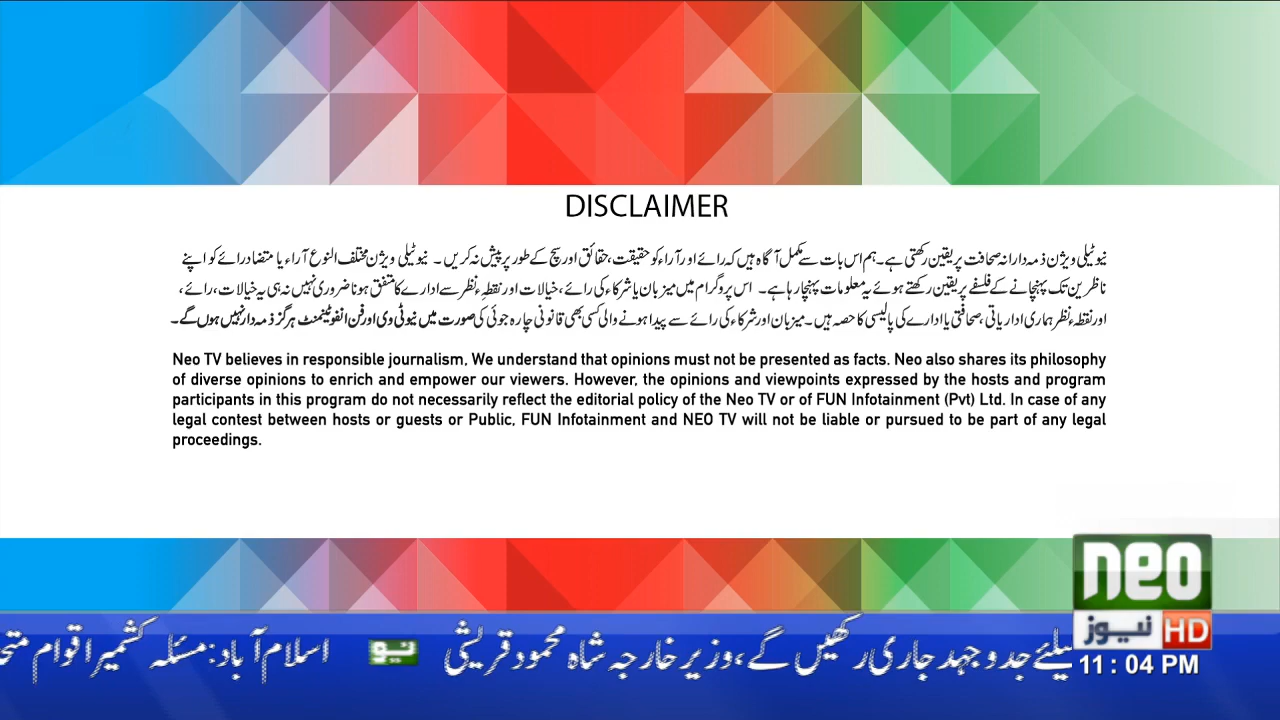 DISCLAIMER
نیو ٹیلی ویژن ذمہ دارانہ صحافت پر یقین رکھتی ہے۔ ہم اس بات سے مکمل آگاہ ہیں کہ رائے اور آراء کو حقیقت، حقائق اور سچ کے طور پر پیش نہ کریں ۔ نیو ٹیلی ویژن مختلف النوع آراء یا متضاد رائے کو اپنے
ناظرین تک پہنچانے کے فلسفے پر یقین رکھتے ہوئے یہ معلومات پہنچا رہا ہے۔ اس پروگرام میں میزبان یا شرکاء کی رائے، خیالات اور نقطہءِ نظر سے ادارے کا متفق ہونا ضروری نہیں نہ ہی یہ خیالات، رائے،
اور نقطہءِ نظر ہماری ادارتی، صحافتی یا ادارے کی پالیسی کا حصہ ہیں۔ میزبان اور شرکاء کی رائے سے پیدا ہونے والی کسی بھی قانونی چارہ جوئی کی صورت میں نیو ٹی وی اور فن انفوٹینمنٹ ہرگز ذمہ دار نہیں ہوں گے۔
Neo TV believes in responsible journalism, We understand that opinions must not be presented as facts. Neo also shares its philosophy
of diverse opinions to enrich and empower our viewers. However, the opinions and viewpoints expressed by the hosts and program
participants in this program do not necessarily reflect the editorial policy of the Neo TV or of FUN Infotainment (Pvt) Ltd. In case of any
legal contest between hosts or guests or Public, FUN Infotainment and NEO TV will not be liable or pursued to be part of any legal
proceedings.
neo
نیوز HD
11 : 04 PM
جدوجہد جاری رکھیں گے، وزیر خارجہ شاہ محمود قریشی نیو اسلام آباد: مسئلہ کشمیر اقوام